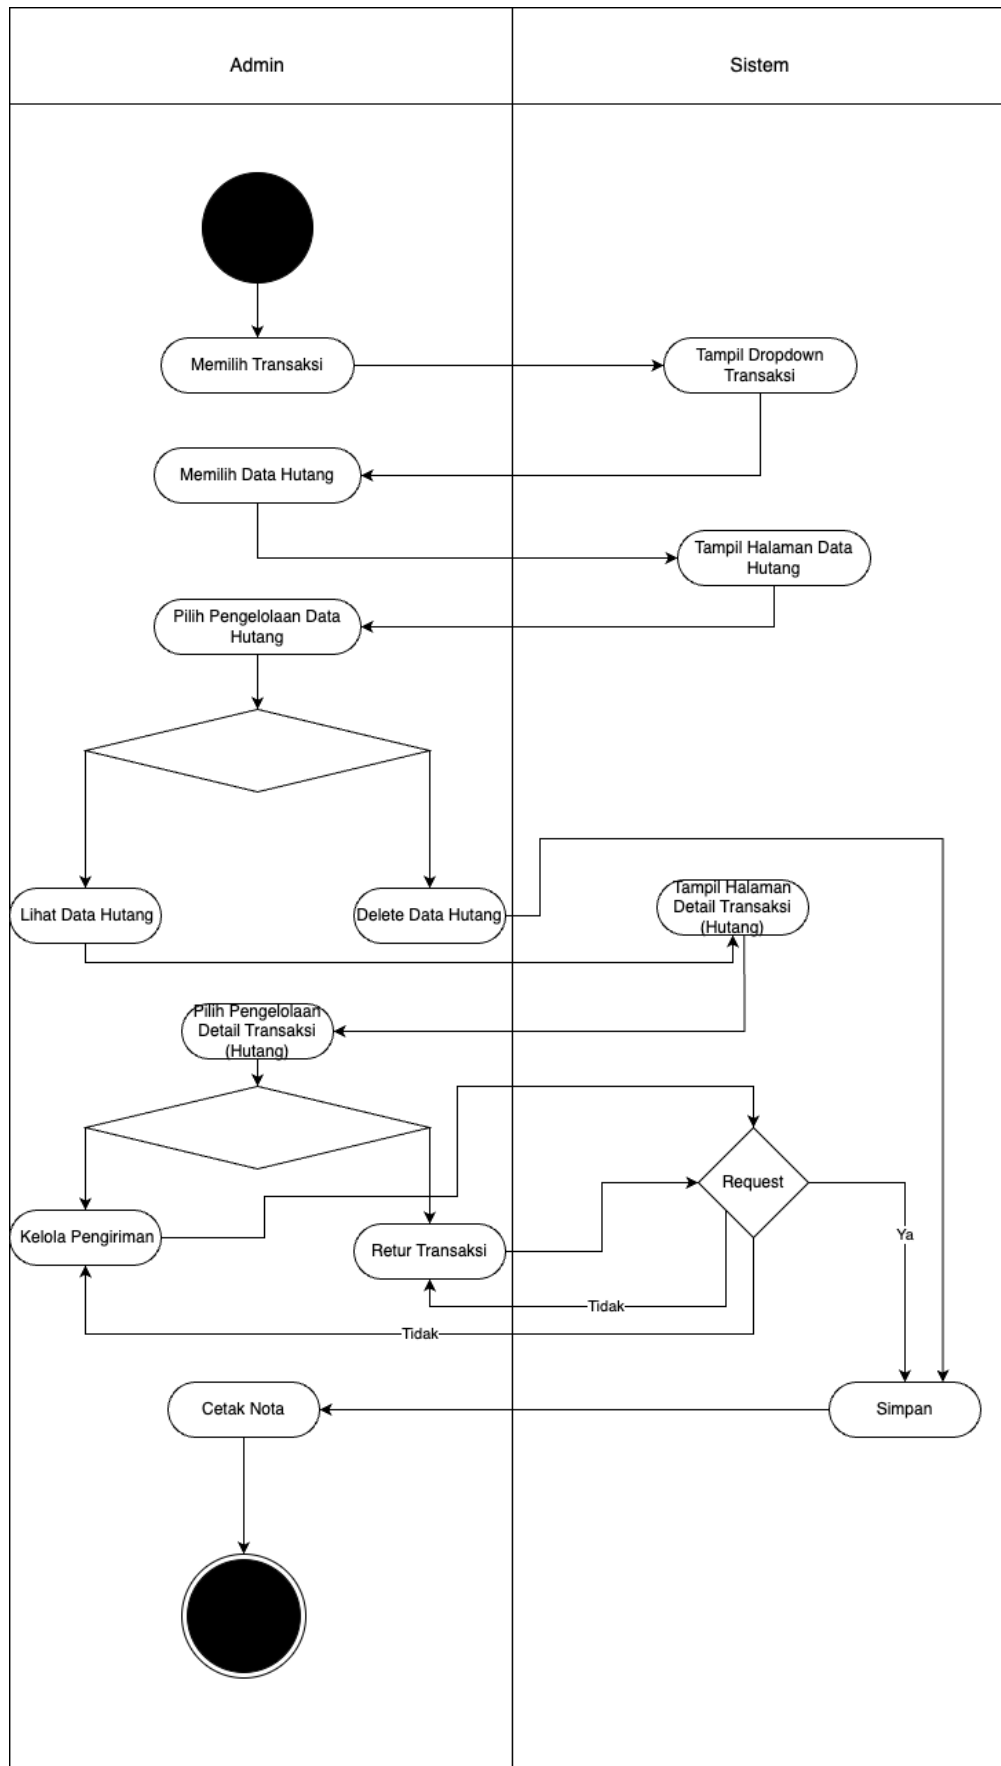 Admin
Sistem
Memilih Transaksi
Tampil Dropdown
Transaksi
Memilih Data Hutang
Tampil Halaman Data
Hutang
Pilih Pengelolaan Data
Hutang
Lihat Data Hutang
Delete Data Hutang
Tampil Halaman
Detail Transaksi
(Hutang)
Pilih Pengelolaan
Detail Transaksi
(Hutang)
Request
Kelola Pengiriman
Retur Transaksi
Ya
Tidak
Tidak
Cetak Nota
Simpan